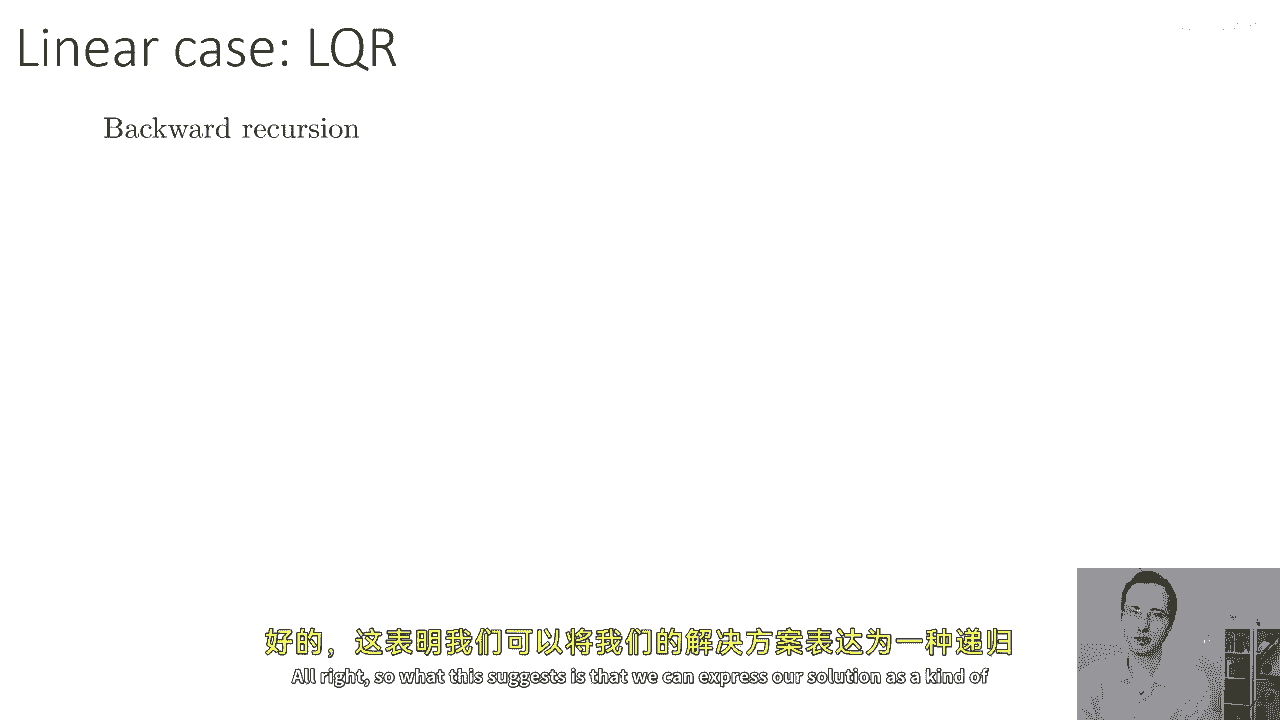 Linear case: LQR
Backward recursion
好的，这表明我们可以将我们的解决方案表达为一种递归
All right, so what this suggests is that we can express our solution as a kind of